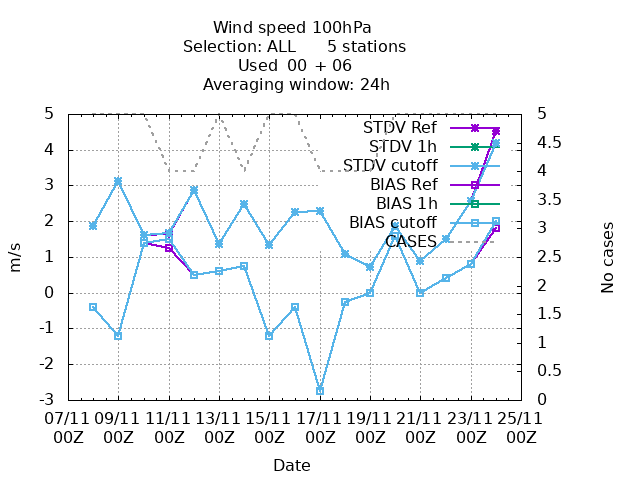 Wind speed 100hPa
Selection: ALL 5 stations
Used 00 + 06
Averaging window: 24h
5
4
3
2
1
0
-1
-2
-3
m/s
5
4.5
4
3.5
3
2.5
2
1.5
1
0.5
0
No cases
STDV Ref
STDV 1h
STDV cutoff
BIAS Ref
BIAS 1h
BIAS cutoff
CASES
07/11 09/11 11/11 13/11 15/11 17/11 19/11 21/11 23/11 25/11
00Z 00Z 00Z 00Z 00Z 00Z 00Z 00Z 00Z 00Z
Date